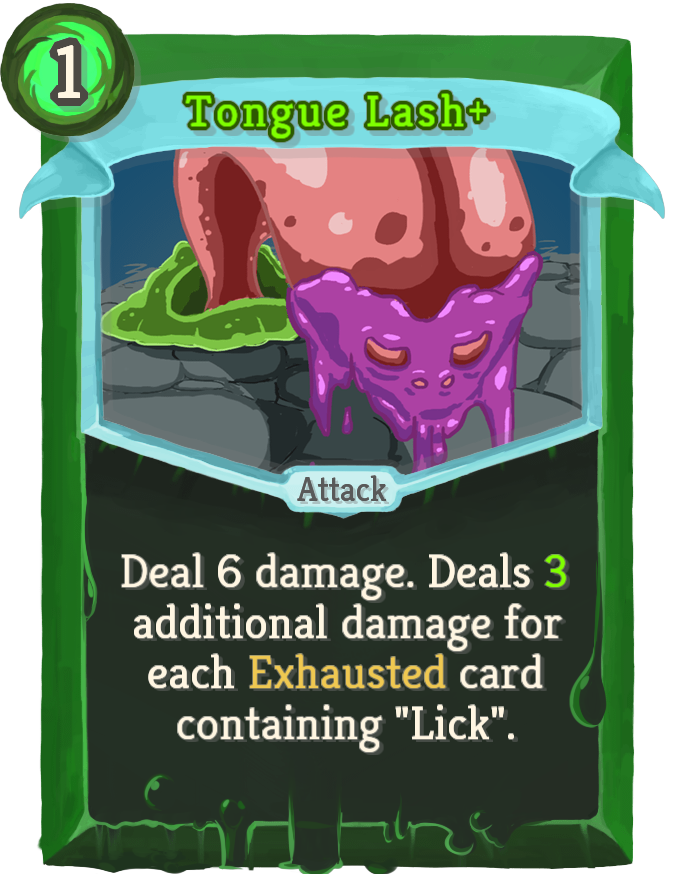 1
Tongue Lash+
Attack
Deal 6 damage. Deals 3
additional damage for
each Exhausted card
containing "Lick".